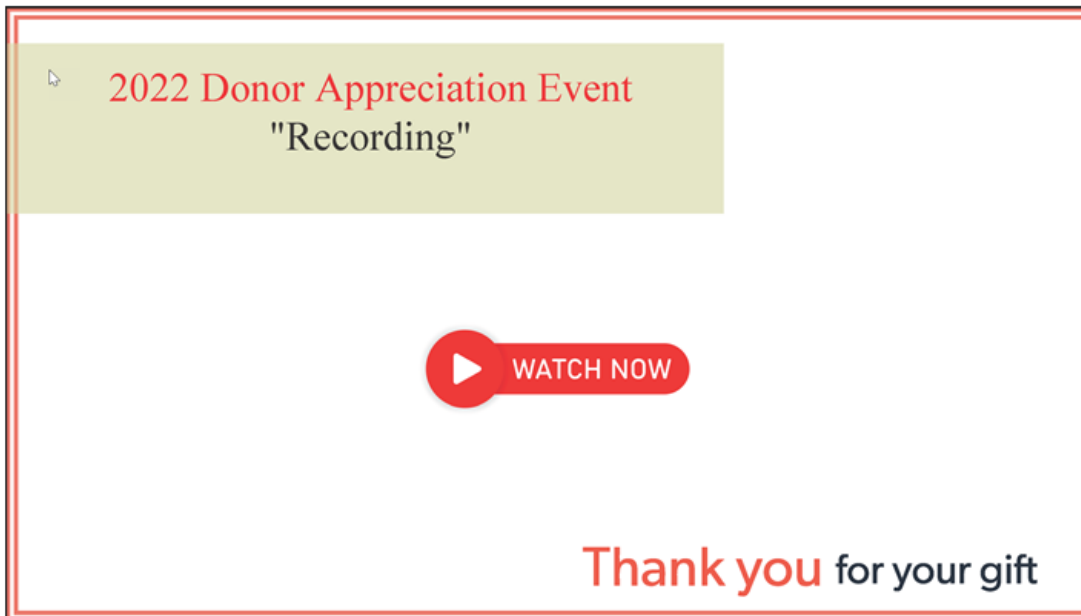 2022 Donor Appreciation Event
"Recording"
WATCH NOW
Thank you for your gift